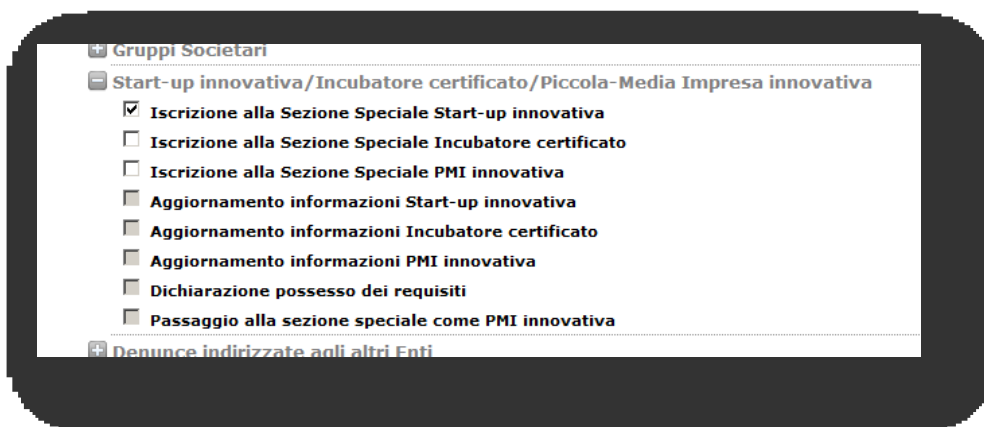 Gruppi Societari
Start-up innovativa/Incubatore certificato/Piccola-Media Impresa innovativa
Iscrizione alla Sezione Speciale Start-up innovativa
Iscrizione alla Sezione Speciale Incubatore certificato
Iscrizione alla Sezione Speciale PMI innovativa
Aggiornamento informazioni Start-up innovativa
Aggiornamento informazioni Incubatore certificato
Aggiornamento informazioni PMI innovativa
Dichiarazione possesso dei requisiti
Passaggio alla sezione speciale come PMI innovativa
Denunce indirizzate agli altri Enti